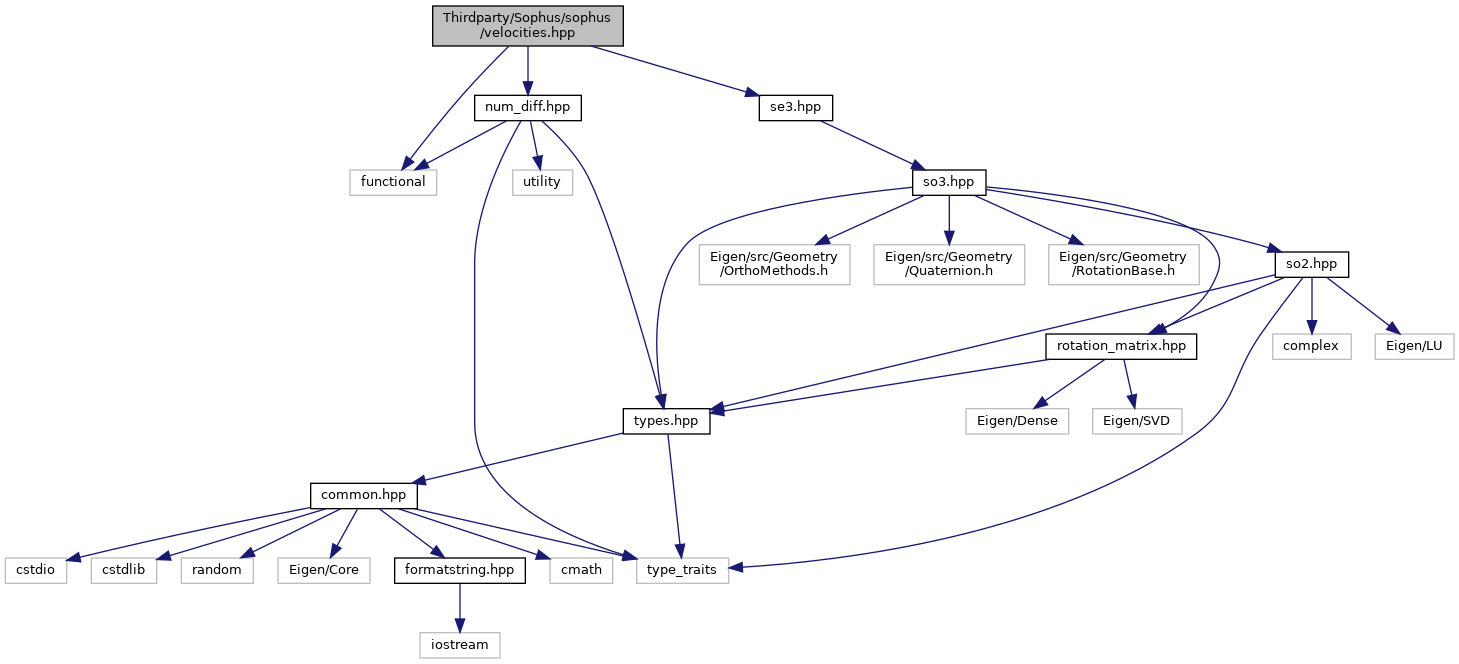 Thirdparty/Sophus/sophus
/velocities.hpp
num_diff.hpp
se3.hpp
functional
utility
so3.hpp
Eigen/src/Geometry
/OrthoMethods.h
Eigen/src/Geometry
/Quaternion.h
Eigen/src/Geometry
/RotationBase.h
so2.hpp
rotation_matrix.hpp
complex
Eigen/LU
types.hpp
Eigen/Dense
Eigen/SVD
common.hpp
cstdio
cstdlib
random
Eigen/Core
formatstring.hpp
cmath
type_traits
iostream